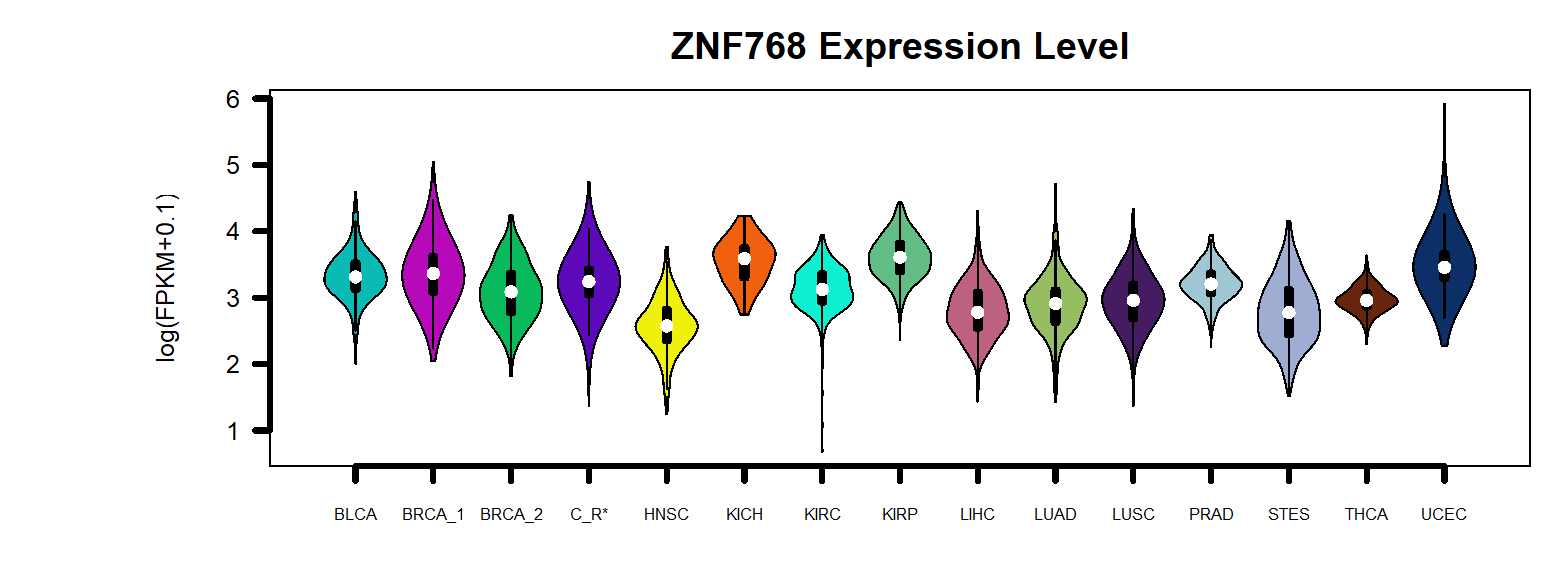 ZNF768 Expression Level
log(FPKM+0.1)
6
5
4
3
2
1
BLCA BRCA_1 BRCA_2 C_R* HNSC KICH KIRC KIRP LIHC LUAD LUSC PRAD STES THCA UCEC